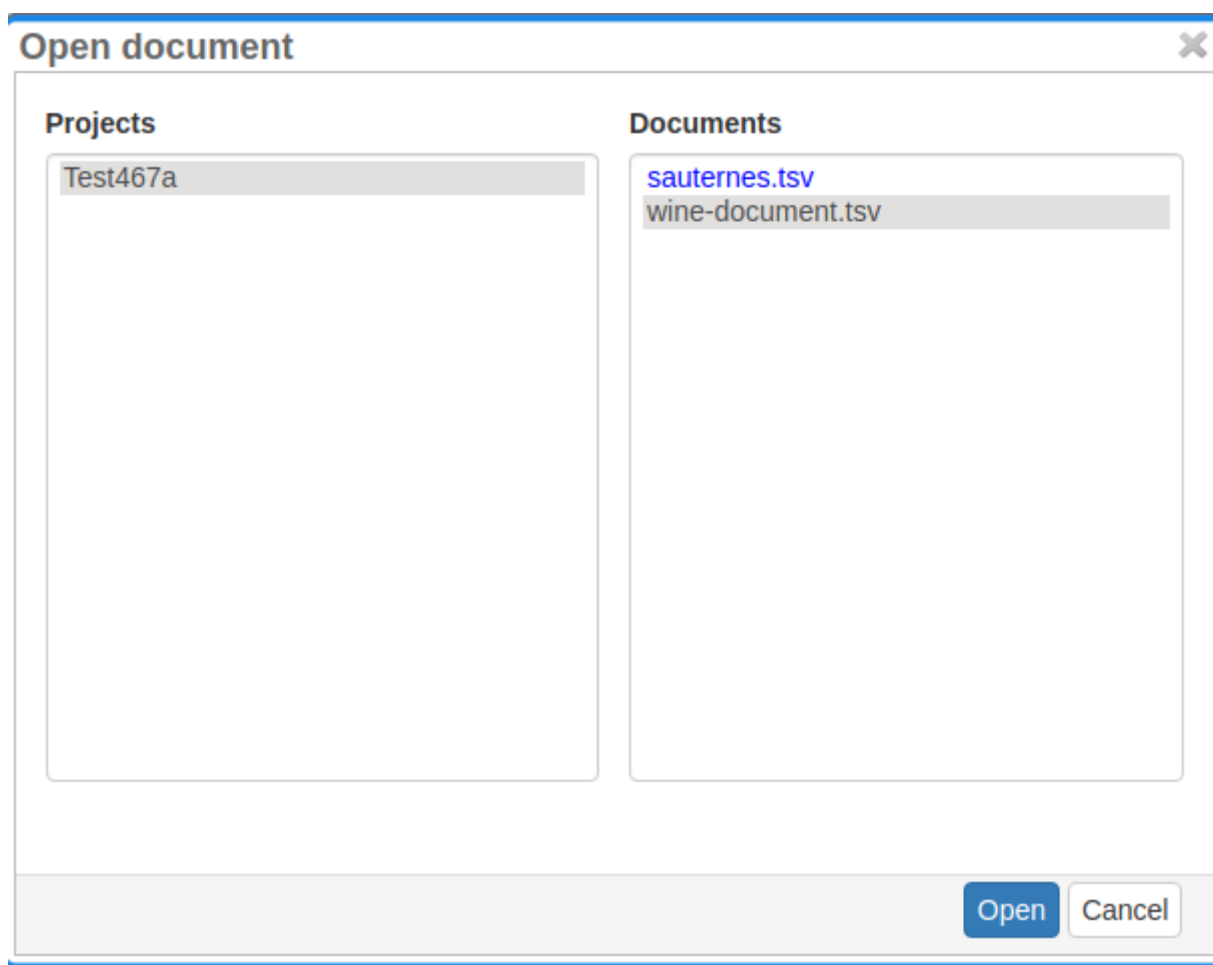 Open document
Projects
Documents
Test467a
sauternes.tsv
wine-document.tsv
Open
Cancel